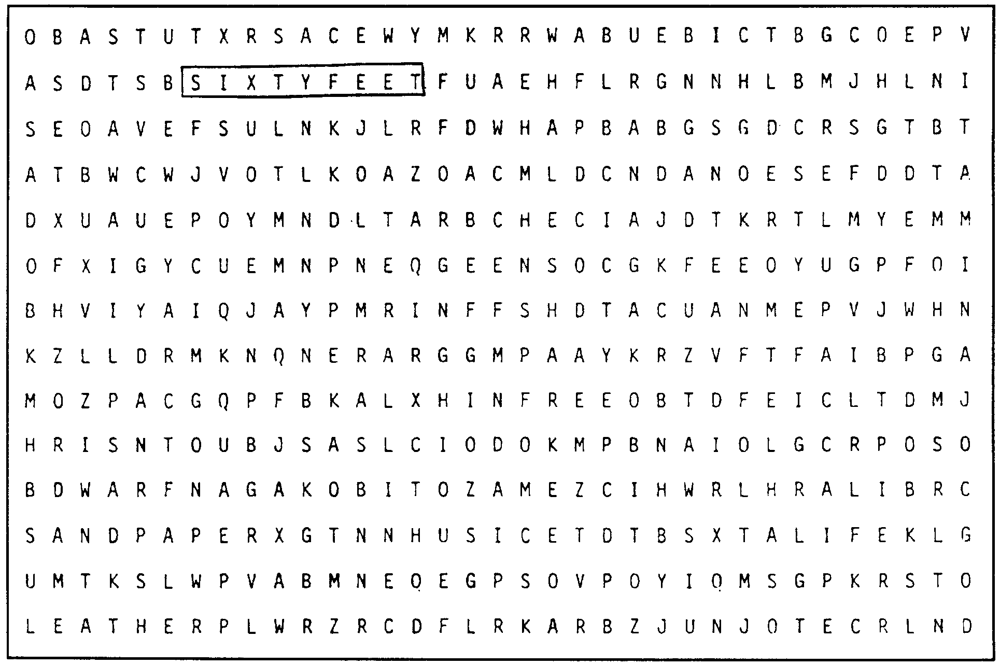 O B A S T U T X R S A C E W Y M K R R W A B U E B I C T B G C O E P V
A S D T S B S I X T Y F E E T F U A E H F L R G N N H L B M J H L N I
S E O A V E F S U L N K J L R F D W H A P B A B G S G D C R S G T B T
A T B W C W J V O T L K O A Z O A C M L D C N D A N O E S E F D D T A
D X U A U E P O Y M N D L T A R B C H E C I A J D T K R T L M Y E M M
O F X I G Y C U E M N P N E Q G E E N S O C G K F E E O Y U G P F O I
B H V I Y A I Q J A Y P M R I N F F S H D T A C U A N M E P V J W H N
K Z L L D R M K N Q N E R A R G G M P A A Y K R Z V F T F A I B P G A
M O Z P A C G Q P F B K A L X H I N F R E E O B T D F E I C L T D M J
H R I S N T O U B J S A S L C I O D O K M P B N A I O L G C R P O S O
B D W A R F N A G A K O B I T O Z A M E Z C I H W R L H R A L I B R C
S A N D P A P E R X G T N N H U S I C E T D T B S X T A L I F E K L G
U M T K S L W P V A B M N E Q E G P S O V P O Y I Q M S G P K R S T O
L E A T H E R P L W R Z R C D F L R K A R B Z J U N J O T E C R L N D